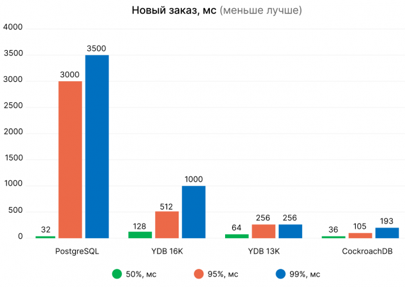 Новый заказ, мс (меньше лучше)
4000
3500
3000
2500
2000
1500
1000
500
0
32
3000
3500
128
512
1000
64
256
256
36
105
193
PostgreSQL
YDB 16K
YDB 13K
CockroachDB
50%, мс
95%, мс
99%, мс